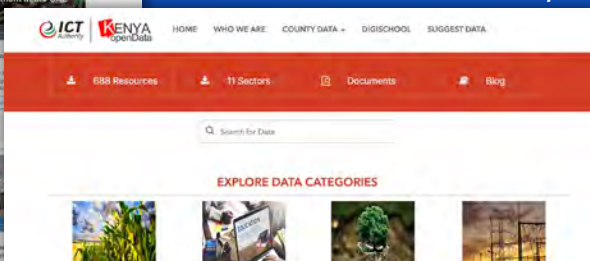 ICT
Authority
KENYA
openData
HOME WHO WE ARE COUNTY DATA DIGISCHOOL SUGGEST DATA
688 Resources 11 Sectors Documents Blog
Search for Data
EXPLORE DATA CATEGORIES
EDUCATION